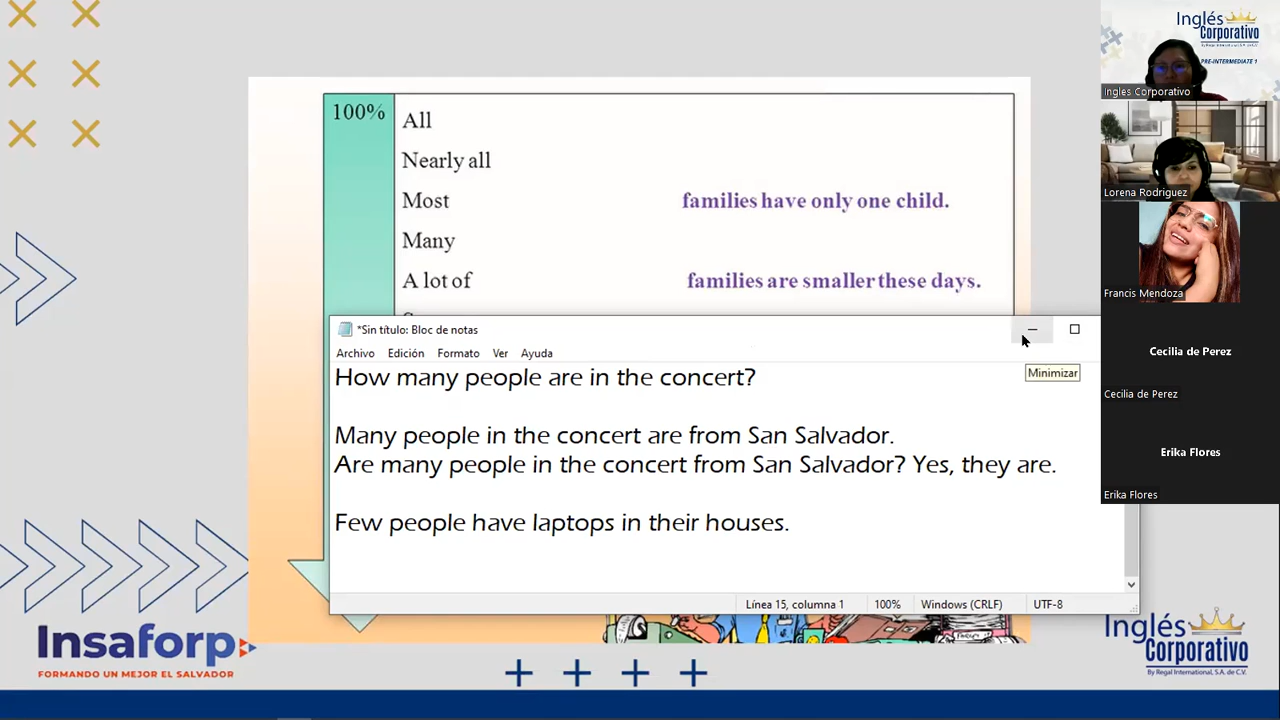 100%
All
Nearly all
Most
families have only one child.
Many
A lot of
families are smaller these days.
*Sin título: Bloc de notas
Archivo Edición Formato Ver Ayuda
Minimizar
How many people are in the concert?
Many people in the concert are from San Salvador.
Are many people in the concert from San Salvador? Yes, they are.
Few people have laptops in their houses.
Línea 15, columna 1 100% Windows (CRLF) UTF-8
Inglés
Corporativo
By Regal International, S.A. de C.V.
PRE-INTERMEDIATE 1
Ingles Corporativo
Lorena Rodriguez
Francis Mendoza
Cecilia de Perez
Cecilia de Perez
Erika Flores
Erika Flores
Insaforp
FORMANDO UN MEJOR EL SALVADOR
Inglés
Corporativo
By Regal International, S.A. de C.V.